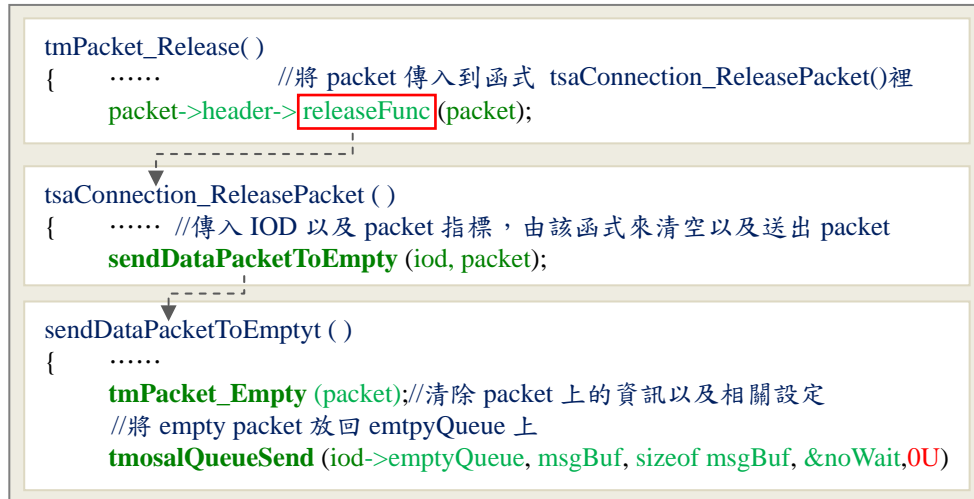 tmPacket_Release( )
{ …… //將 packet 傳入到函式 tsaConnection_ReleasePacket()裡
packet->header->releaseFunc(packet);
tsaConnection_ReleasePacket ( )
{ …… //傳入 IOD 以及 packet 指標，由該函式來清空以及送出 packet
sendDataPacketToEmpty (iod, packet);
sendDataPacketToEmptyt ( )
{ ……
tmPacket_Empty (packet);//清除 packet 上的資訊以及相關設定
//將 empty packet 放回 emtpyQueue 上
tmosalQueueSend (iod->emptyQueue, msgBuf, sizeof msgBuf, &noWait,0U)